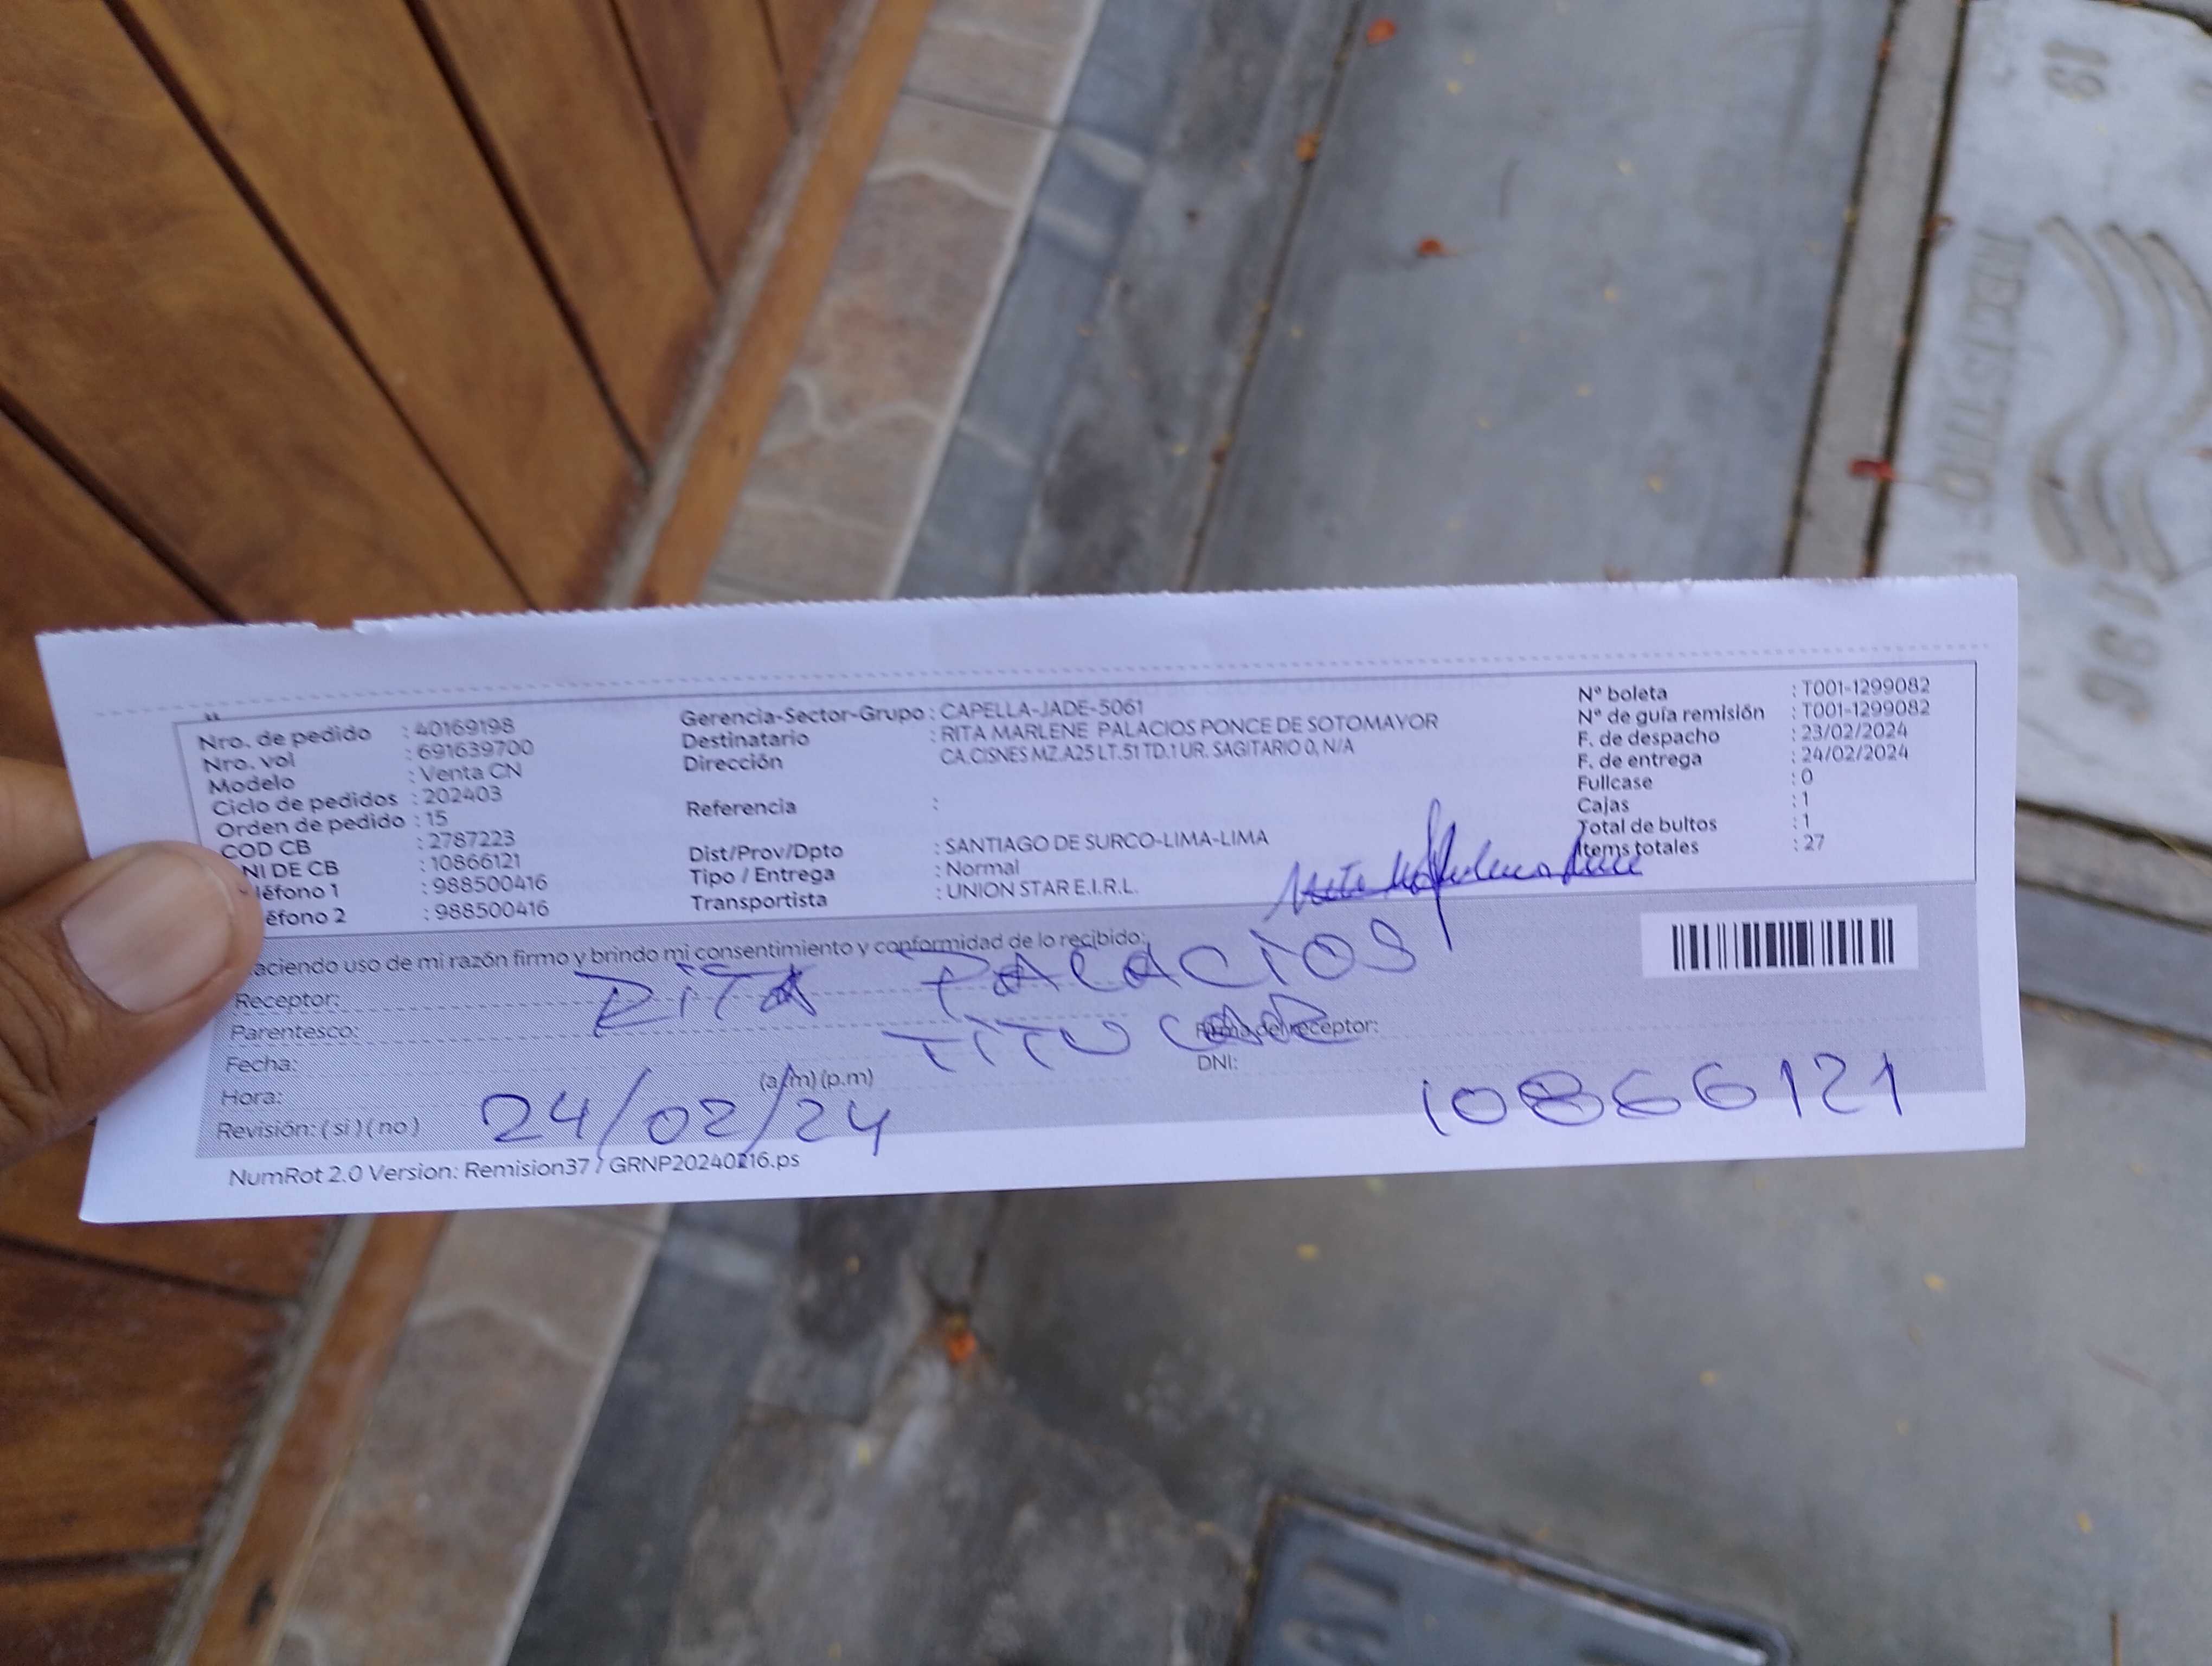 Nro. de pedido : 40169198
Nro. vol : 691639700
Modelo : Venta CN
Ciclo de pedidos : 202403
Orden de pedido : 15
COD CB : 2787223
NI DE CB : 10866121
léfono 1 : 988500416
éfono 2 : 988500416
Gerencia-Sector-Grupo : CAPELLA-JADE-5061
Destinatario : RITA MARLENE PALACIOS PONCE DE SOTOMAYOR
Dirección CA.CISNES MZ.A25 LT.51 TD.1 UR. SAGITARIO 0, N/A
Referencia :
Dist/Prov/Dpto : SANTIAGO DE SURCO-LIMA-LIMA
Tipo / Entrega : Normal
Transportista : UNION STAR E.I.R.L.
Nº boleta : T001-1299082
Nº de guía remisión : T001-1299082
F. de despacho : 23/02/2024
F. de entrega : 24/02/2024
Fullcase : 0
Cajas : 1
Total de bultos : 1
Items totales : 27
aciendo uso de mi razón firmo y brindo mi consentimiento y conformidad de lo recibido:
Receptor: RITA PALACIOS
Parentesco: TITULAR
Firma del receptor:
Fecha:
DNI: 10866121
Hora: (a.m) (p.m)
24/02/24
Revisión: ( si ) ( no )
NumRot 2.0 Version: Remision37 / GRNP20240216.ps
1961